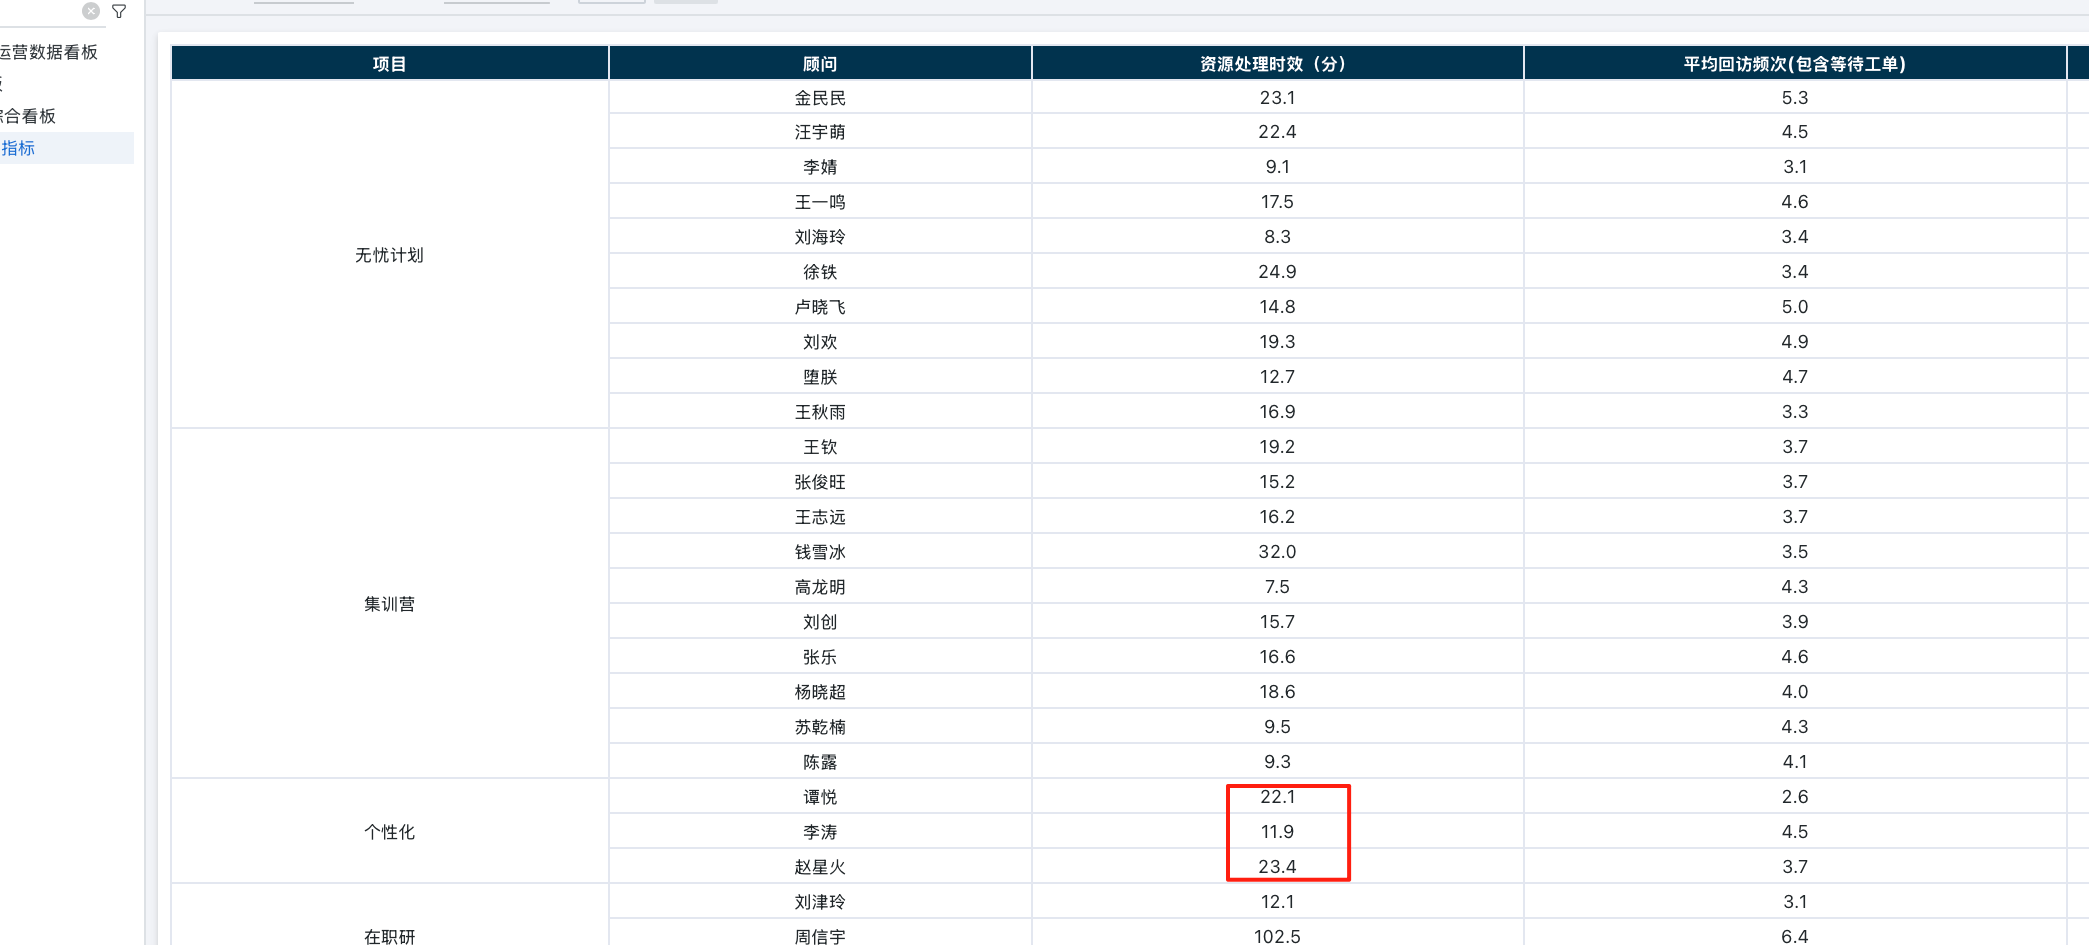 运营数据看板
综合看板
指标
项目 顾问 资源处理时效（分） 平均回访频次(包含等待工单)
无忧计划
金民民 23.1 5.3
汪宇萌 22.4 4.5
李婧 9.1 3.1
王一鸣 17.5 4.6
刘海玲 8.3 3.4
徐铁 24.9 3.4
卢晓飞 14.8 5.0
刘欢 19.3 4.9
堕朕 12.7 4.7
王秋雨 16.9 3.3
集训营
王钦 19.2 3.7
张俊旺 15.2 3.7
王志远 16.2 3.7
钱雪冰 32.0 3.5
高龙明 7.5 4.3
刘创 15.7 3.9
张乐 16.6 4.6
杨晓超 18.6 4.0
苏乾楠 9.5 4.3
陈露 9.3 4.1
个性化
谭悦 22.1 2.6
李涛 11.9 4.5
赵星火 23.4 3.7
在职研
刘津玲 12.1 3.1
周信宇 102.5 6.4